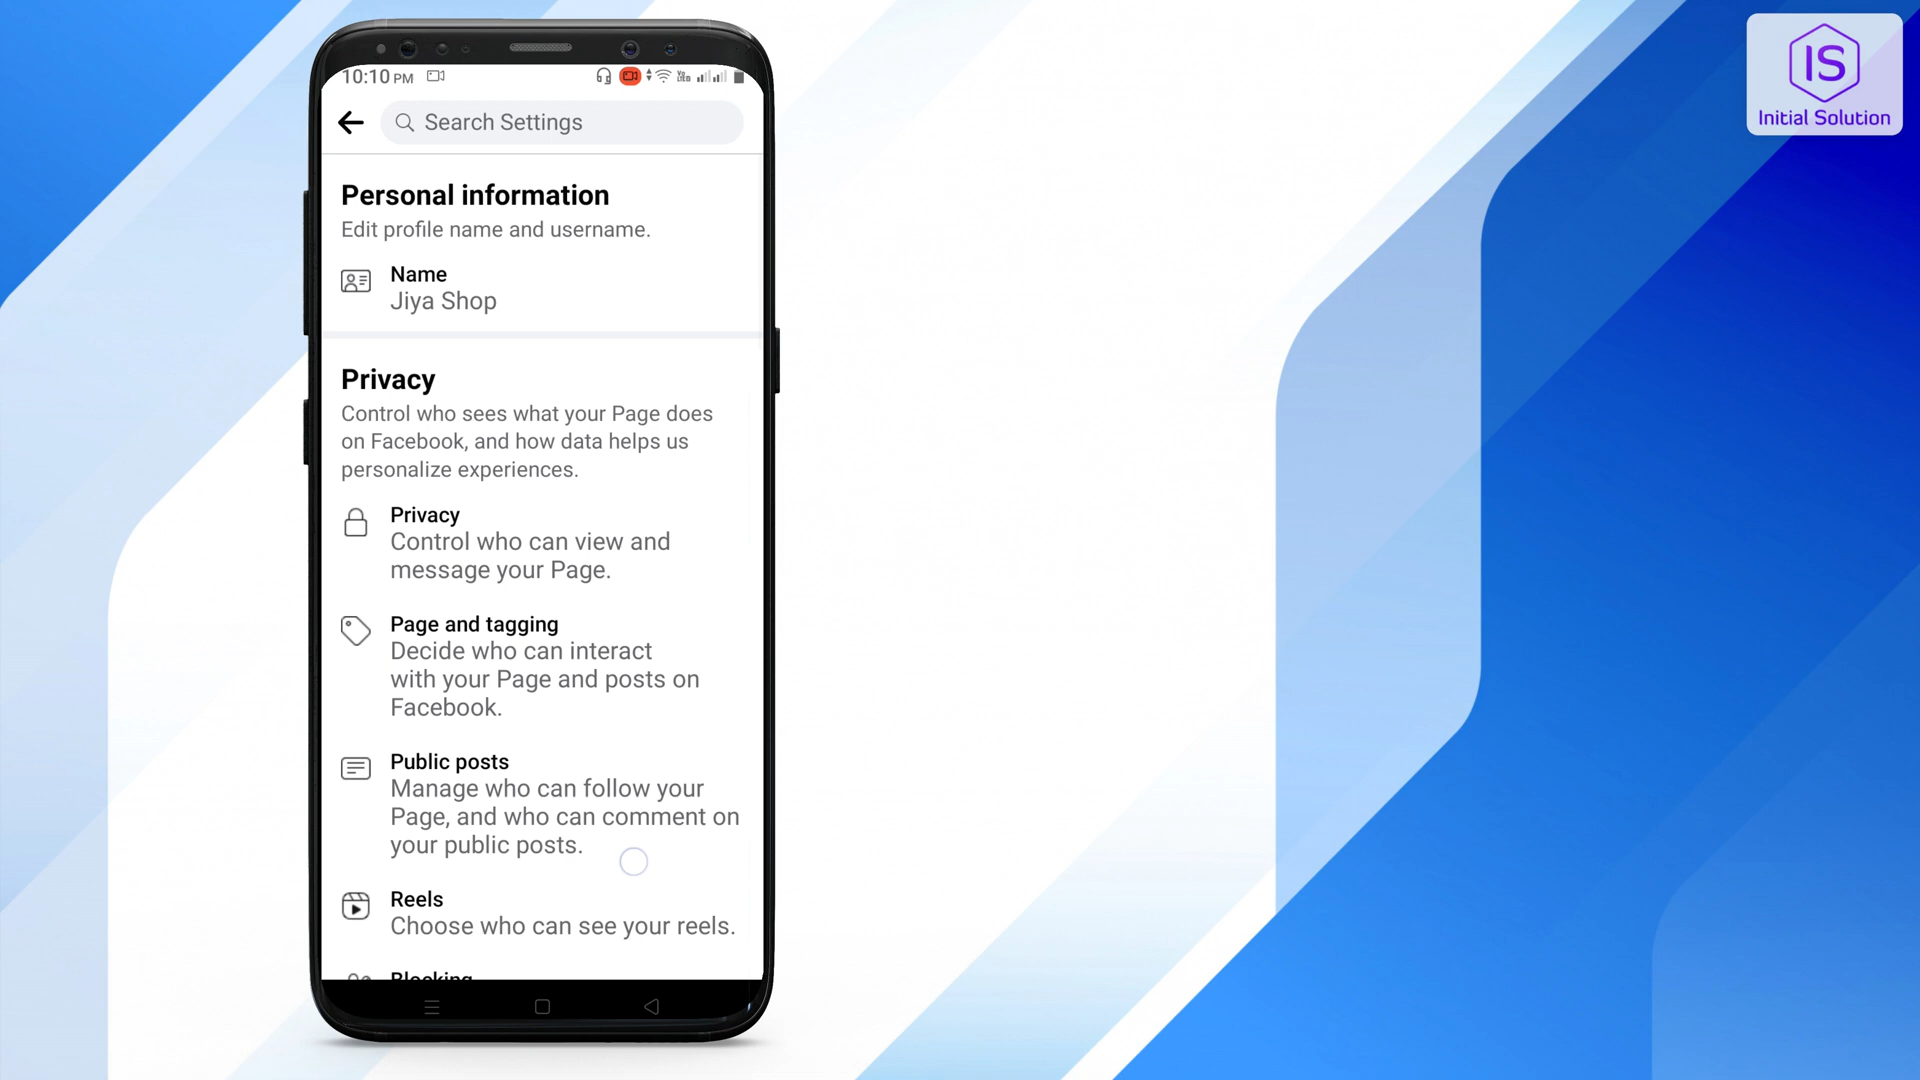 10:10 PM
IS
Initial Solution
Search Settings
Personal information
Edit profile name and username.
Name
Jiya Shop
Privacy
Control who sees what your Page does
on Facebook, and how data helps us
personalize experiences.
Privacy
Control who can view and
message your Page.
Page and tagging
Decide who can interact
with your Page and posts on
Facebook.
Public posts
Manage who can follow your
Page, and who can comment on
your public posts.
Reels
Choose who can see your reels.
Blocking